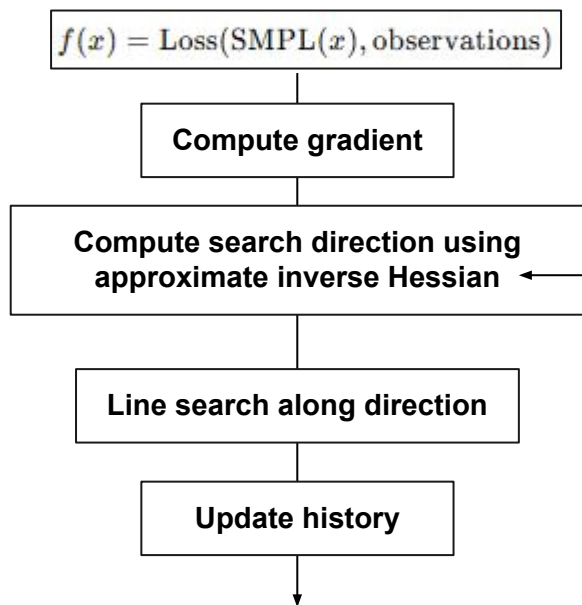 f(x) = Loss(SMPL(x), observations)
Compute gradient
Compute search direction using
approximate inverse Hessian
Line search along direction
Update history